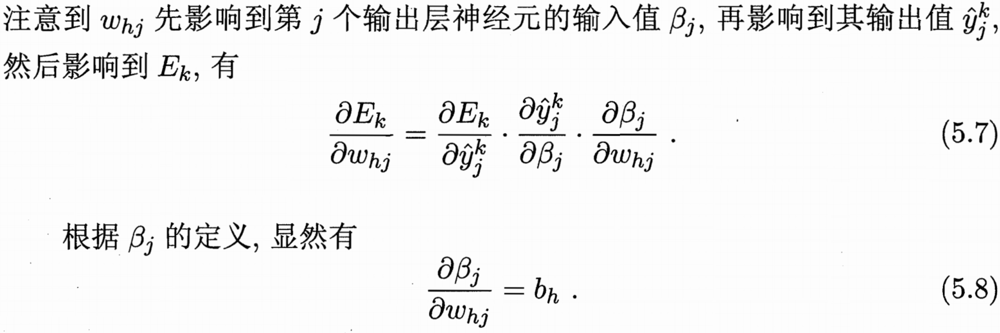 注意到 $w_{hj}$ 先影响到第 $j$ 个输出层神经元的输入值 $\beta_j$, 再影响到其输出值 $\hat{y}_j^k$,
然后影响到 $E_k$, 有
$\frac{\partial E_k}{\partial w_{hj}} = \frac{\partial E_k}{\partial \hat{y}_j^k} \cdot \frac{\partial \hat{y}_j^k}{\partial \beta_j} \cdot \frac{\partial \beta_j}{\partial w_{hj}}$ . (5.7)
根据 $\beta_j$ 的定义, 显然有
$\frac{\partial \beta_j}{\partial w_{hj}} = b_h$ . (5.8)